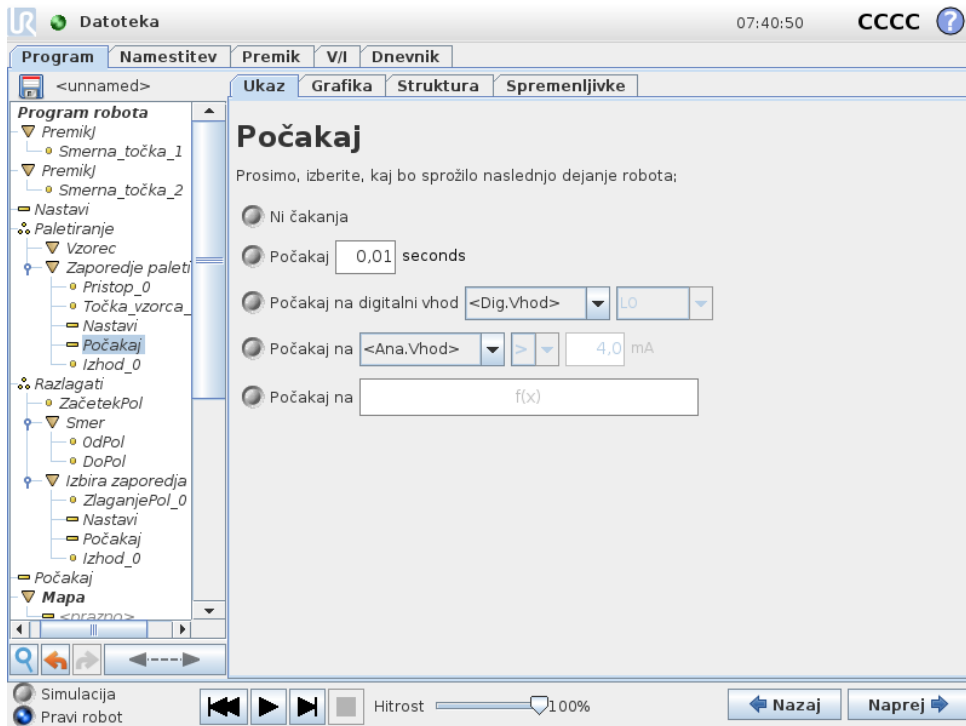 UR Datoteka 07:40:50 CCCC ?
Program Namestitev Premik V/I Dnevnik
<unnamed>
Ukaz Grafika Struktura Spremenljivke
Program robota
PremikJ
Smerna_točka_1
PremikJ
Smerna_točka_2
Nastavi
Paletiranje
Vzorec
Zaporedje paleti
Pristop_0
Točka_vzorca_
Nastavi
Počakaj
Izhod_0
Razlagati
ZačetekPol
Smer
OdPol
DoPol
Izbira zaporedja
ZlaganjePol_0
Nastavi
Počakaj
Izhod_0
Počakaj
Mapa
<prazno>
Počakaj
Prosimo, izberite, kaj bo sprožilo naslednjo dejanje robota;
Ni čakanja
Počakaj 0,01 seconds
Počakaj na digitalni vhod <Dig.Vhod> LO
Počakaj na <Ana.Vhod> > 4,0 mA
Počakaj na f(x)
Simulacija
Pravi robot
Hitrost 100%
Nazaj Naprej